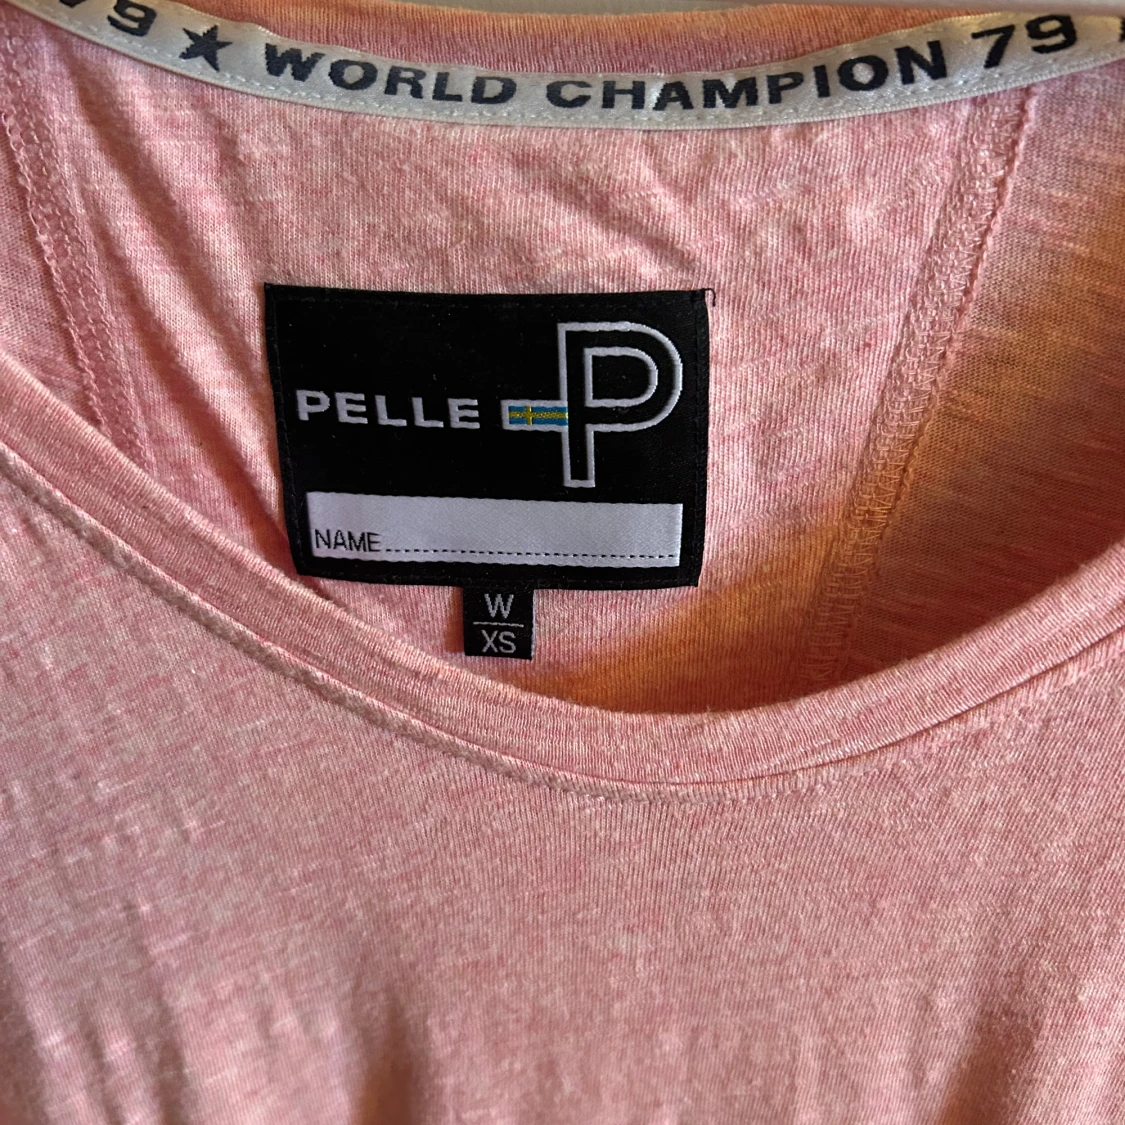 79 ★ WORLD CHAMPION 79
PELLE P
NAME
W
XS